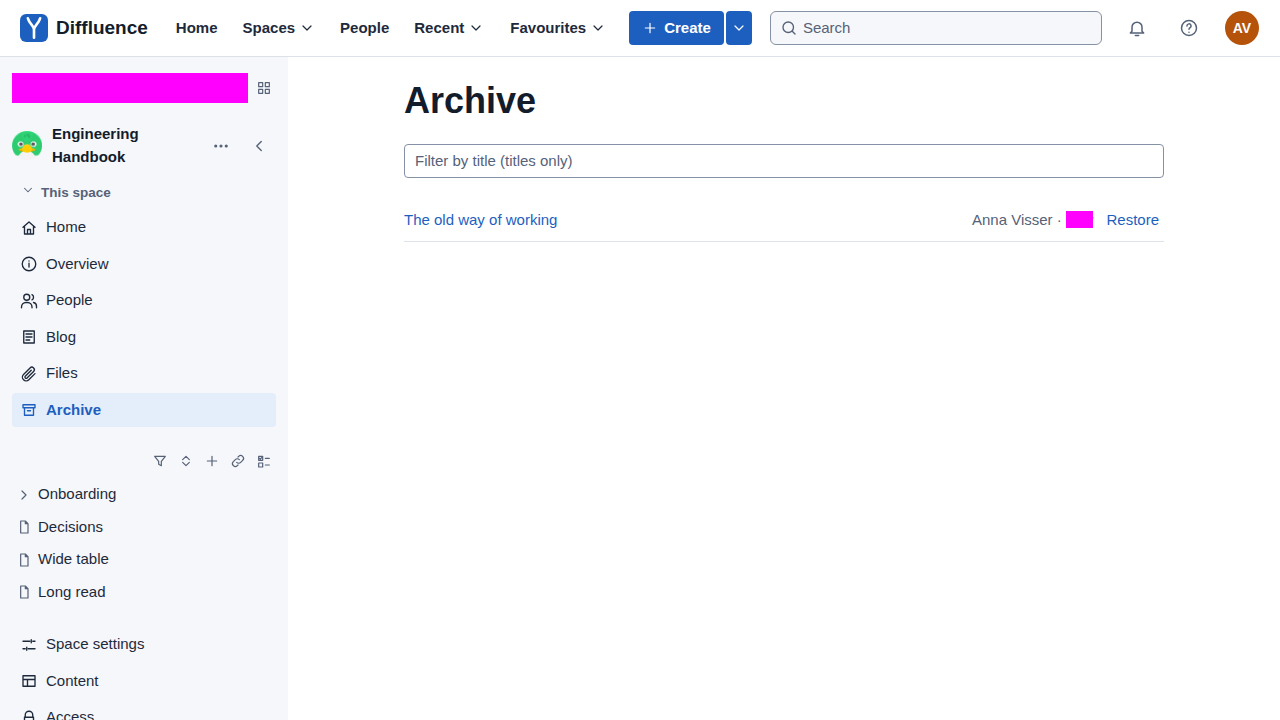 Diffluence
Home
Spaces
People
Recent
Favourites
Create
Search
AV
Engineering Handbook
This space
Home
Overview
People
Blog
Files
Archive
Onboarding
Decisions
Wide table
Long read
Space settings
Content
Access
Archive
Filter by title (titles only)
The old way of working
Anna Visser ·
Restore